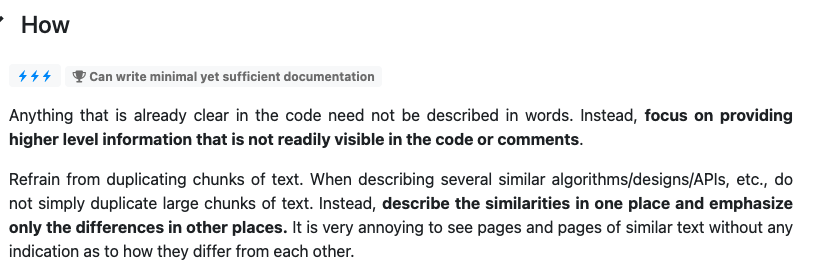 How
Can write minimal yet sufficient documentation
Anything that is already clear in the code need not be described in words. Instead, focus on providing
higher level information that is not readily visible in the code or comments.
Refrain from duplicating chunks of text. When describing several similar algorithms/designs/APIs, etc., do
not simply duplicate large chunks of text. Instead, describe the similarities in one place and emphasize
only the differences in other places. It is very annoying to see pages and pages of similar text without any
indication as to how they differ from each other.